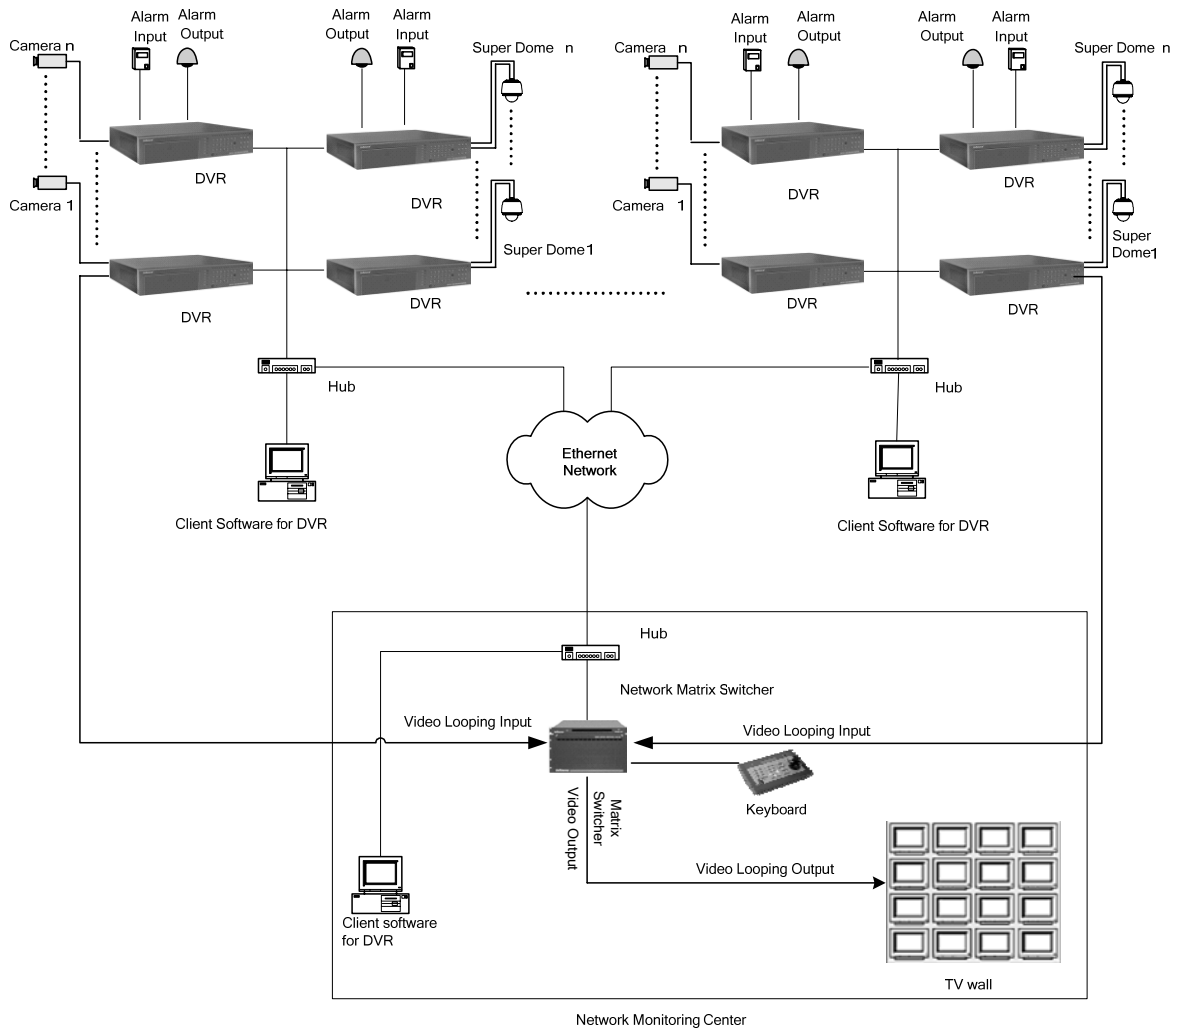 Alarm
Input
Alarm
Output
Alarm
Output
Alarm
Input
Camera n
Super Dome n
DVR
DVR
Camera 1
Super Dome 1
DVR
DVR
Alarm
Input
Alarm
Output
Alarm
Output
Alarm
Input
Camera n
Super Dome n
DVR
DVR
Camera 1
Super
Dome1
DVR
DVR
Hub
Hub
Ethernet
Network
Client Software for DVR
Client Software for DVR
Hub
Network Matrix Switcher
Video Looping Input
Video Looping Input
Keyboard
Matrix
Switcher
Video Output
Video Looping Output
Client software
for DVR
TV wall
Network Monitoring Center